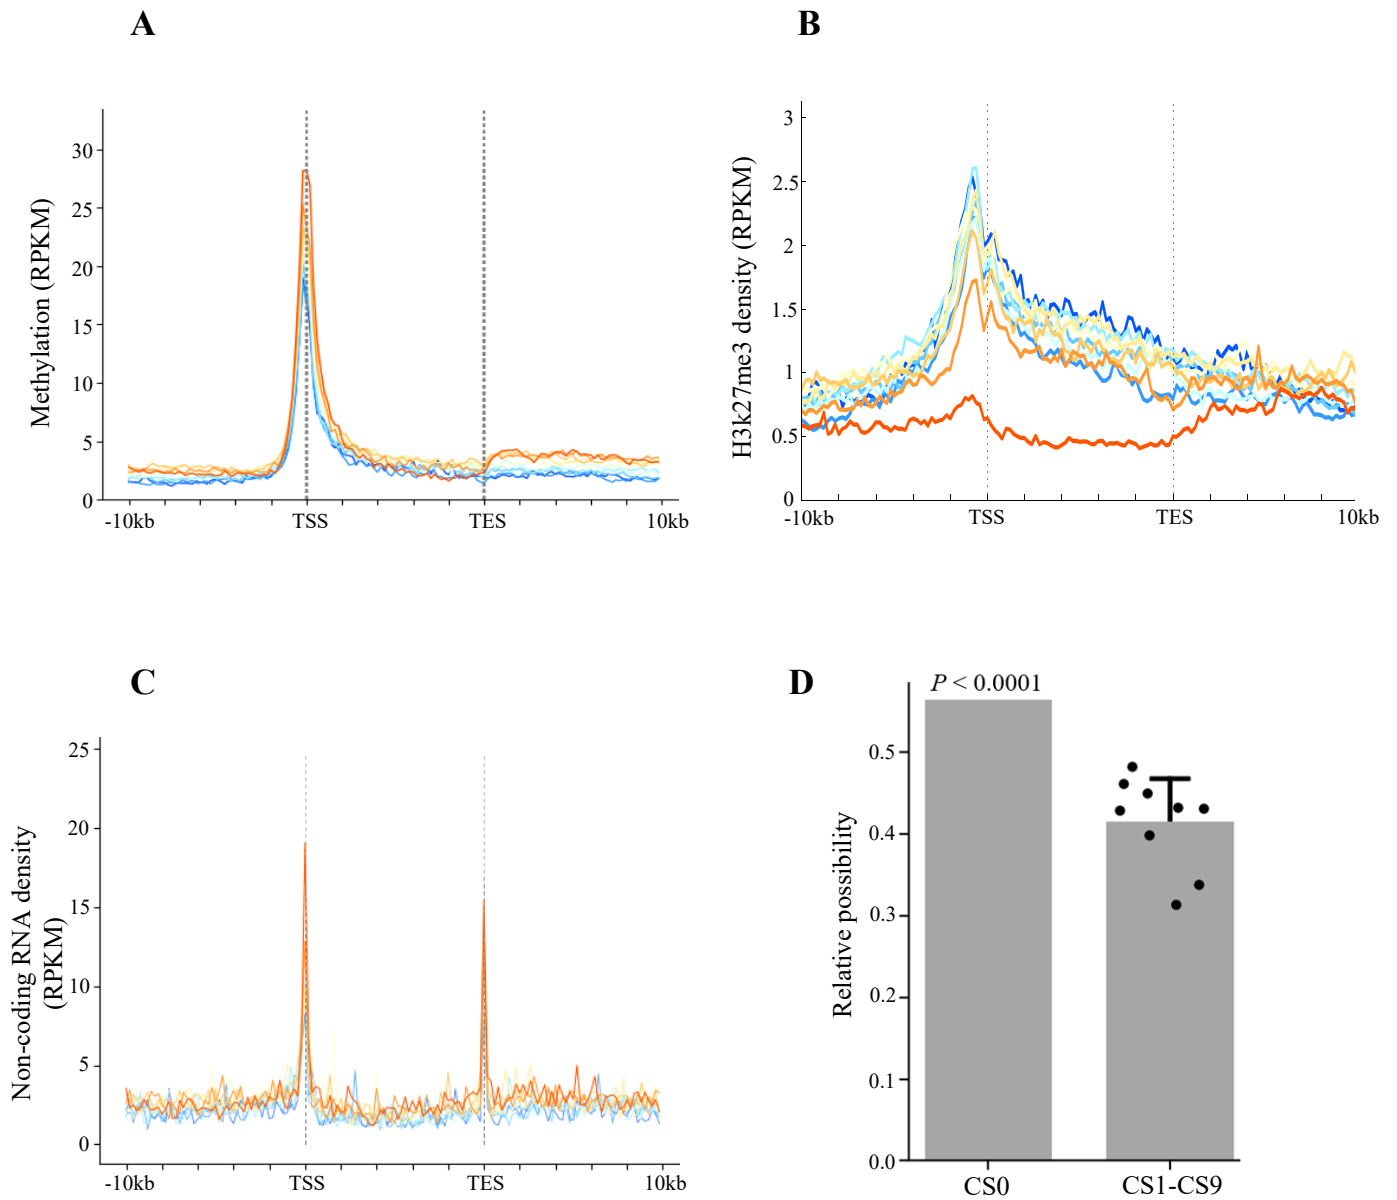 A
Methylation (RPKM)
30
25
20
15
10
5
0
-10kb
TSS
TES
10kb
B
H3k27me3 density (RPKM)
3
2.5
2
1.5
1
0.5
0
-10kb
TSS
TES
10kb
C
Non-coding RNA density
(RPKM)
25
20
15
10
5
0
-10kb
TSS
TES
10kb
D
P < 0.0001
Relative possibility
0.5
0.4
0.3
0.2
0.1
0.0
CS0
CS1-CS9